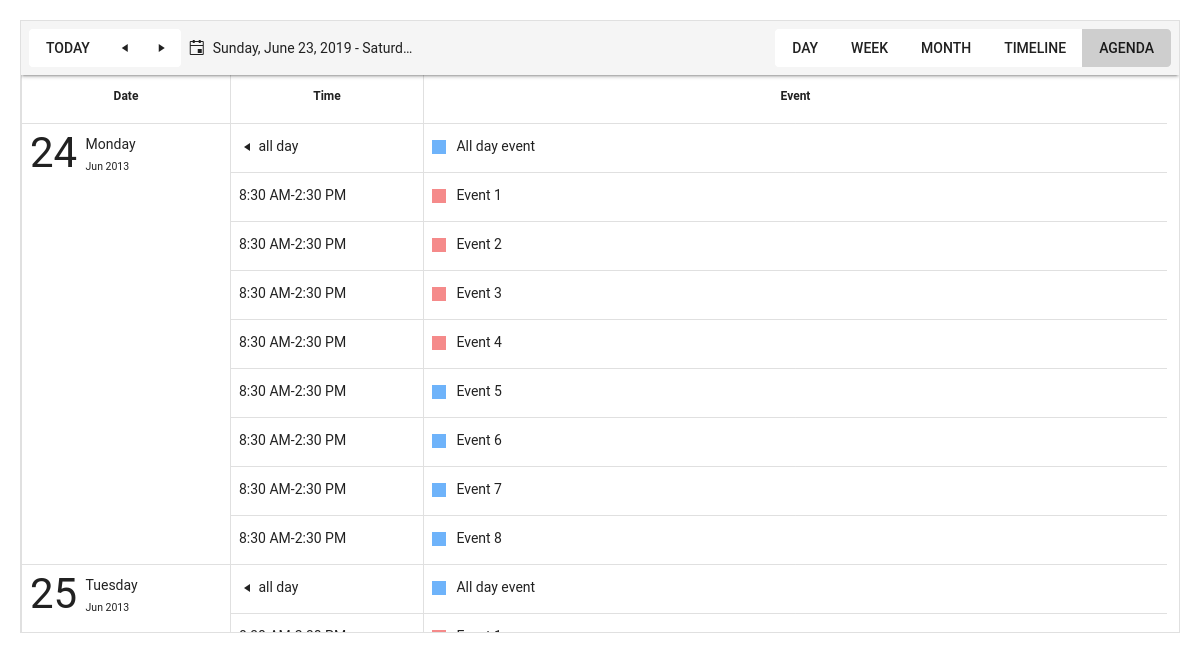 TODAY Sunday, June 23, 2019 - Saturd... DAY WEEK MONTH TIMELINE AGENDA
Date Time Event
24 Monday all day All day event
Jun 2013
8:30 AM-2:30 PM Event 1
8:30 AM-2:30 PM Event 2
8:30 AM-2:30 PM Event 3
8:30 AM-2:30 PM Event 4
8:30 AM-2:30 PM Event 5
8:30 AM-2:30 PM Event 6
8:30 AM-2:30 PM Event 7
8:30 AM-2:30 PM Event 8
25 Tuesday all day All day event
Jun 2013